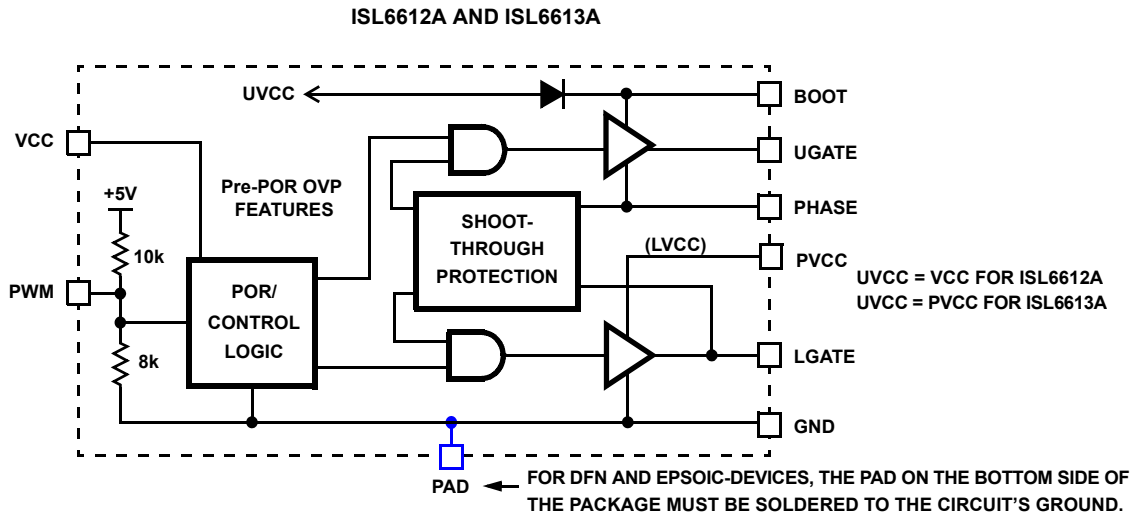 ISL6612A AND ISL6613A
UVCC
BOOT
VCC
UGATE
+5V
Pre-POR OVP
FEATURES
PHASE
SHOOT-
THROUGH
PROTECTION
(LVCC)
10k
PVCC
UVCC = VCC FOR ISL6612A
UVCC = PVCC FOR ISL6613A
PWM
POR/
CONTROL
LOGIC
8k
LGATE
GND
PAD
FOR DFN AND EPSOIC-DEVICES, THE PAD ON THE BOTTOM SIDE OF
THE PACKAGE MUST BE SOLDERED TO THE CIRCUIT'S GROUND.